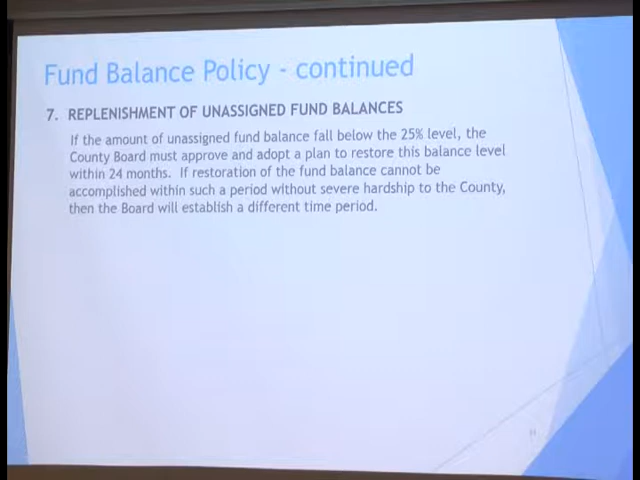 Fund Balance Policy - continued
7. REPLENISHMENT OF UNASSIGNED FUND BALANCES
If the amount of unassigned fund balance fall below the 25% level, the
County Board must approve and adopt a plan to restore this balance level
within 24 months. If restoration of the fund balance cannot be
accomplished within such a period without severe hardship to the County,
then the Board will establish a different time period.